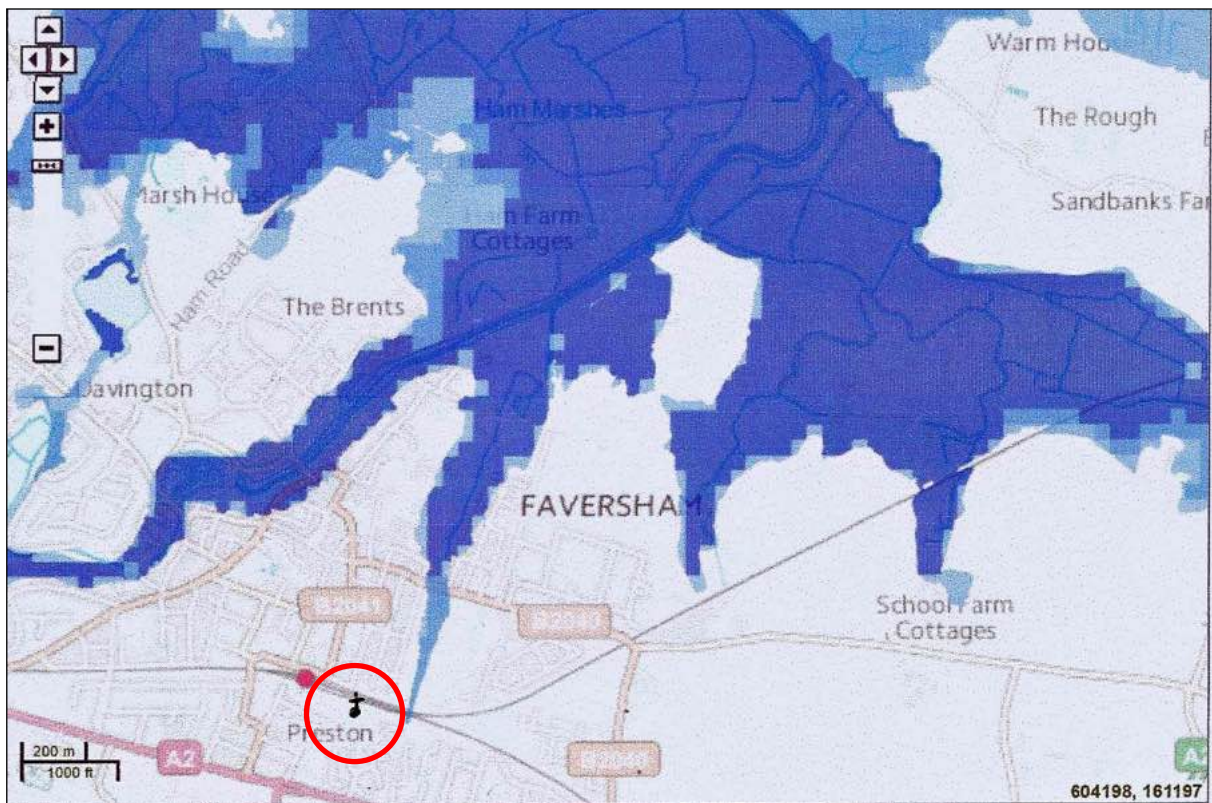 Warm Hou
The Rough
Ham Marshes
Marsh House
Sandbanks Far
Farm
Cottages
Ham Road
The Brents
Davington
FAVERSHAM
School Farm
Cottages
Preston
A2
200 m
1000 ft
604198, 161197